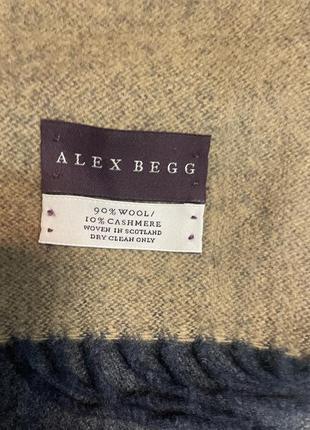 ALEX BEGG
90% WOOL/
10% CASHMERE
WOVEN IN SCOTLAND
DRY CLEAN ONLY